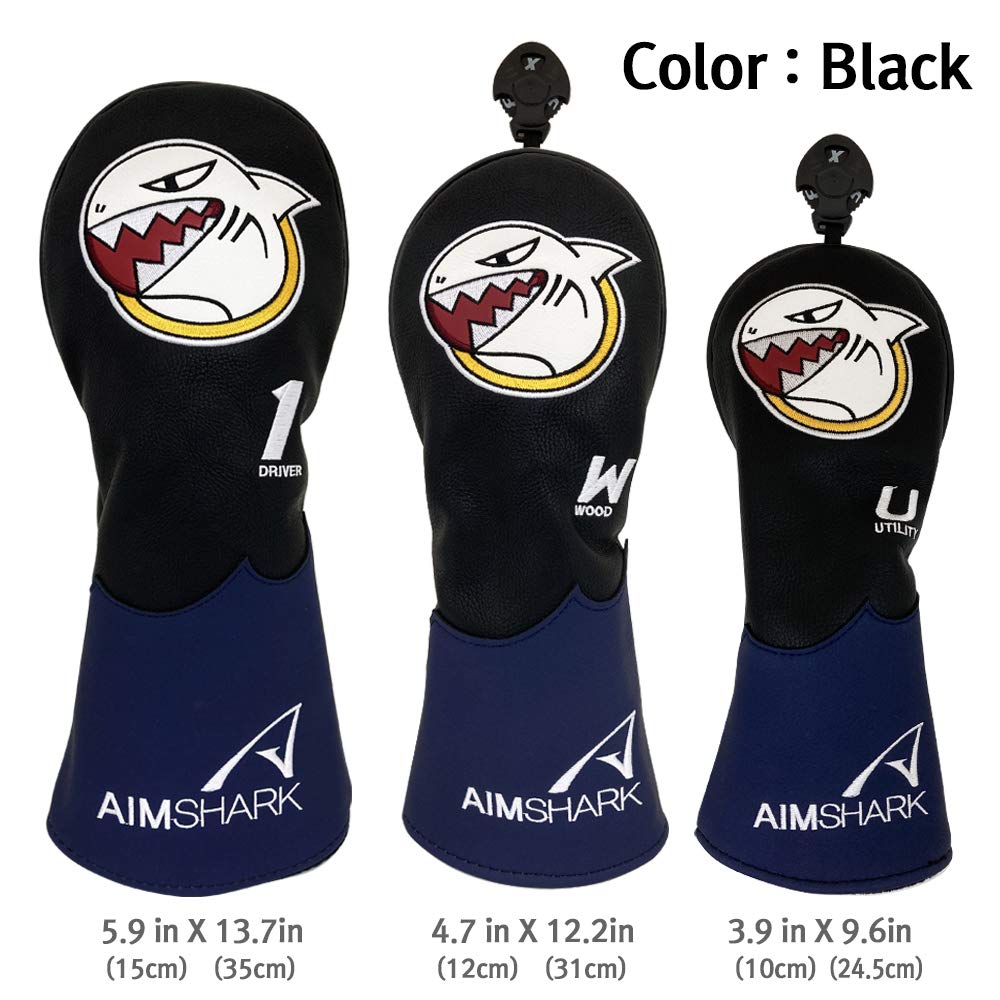 Color : Black
X
X
1
DRIVER
W
WOOD
U
UTILITY
AIMSHARK
AIMSHARK
AIMSHARK
5.9 in X 13.7in
(15cm) (35cm)
4.7 in X 12.2in
(12cm) (31cm)
3.9 in X 9.6in
(10cm) (24.5cm)